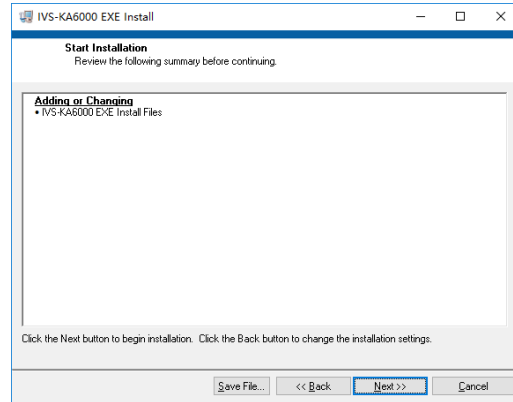 IVS-KA6000 EXE Install
Start Installation
Review the following summary before continuing.
Adding or Changing
• IVS-KA6000 EXE Install Files
Click the Next button to begin installation. Click the Back button to change the installation settings.
Save File... << Back Next >> Cancel